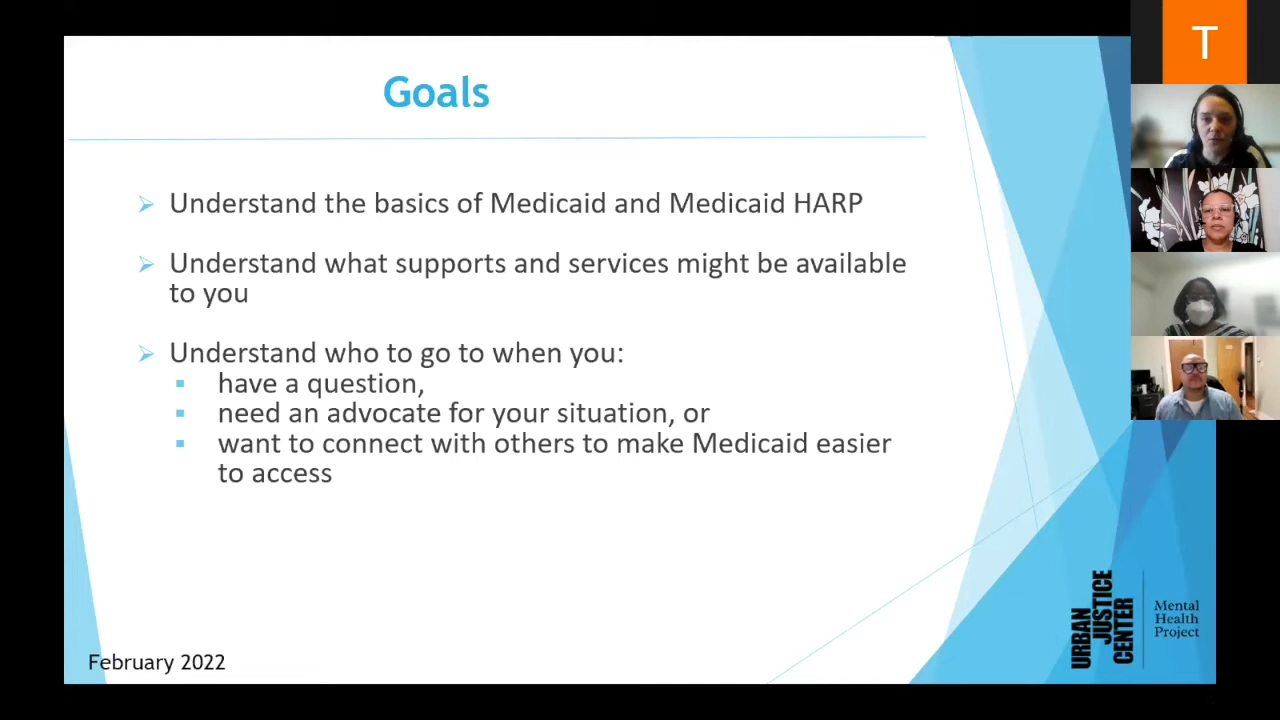 T
Goals
Understand the basics of Medicaid and Medicaid HARP
Understand what supports and services might be available
to you
Understand who to go to when you:
have a question,
need an advocate for your situation, or
want to connect with others to make Medicaid easier
to access
February 2022
URBAN
JUSTICE
CENTER
Mental
Health
Project